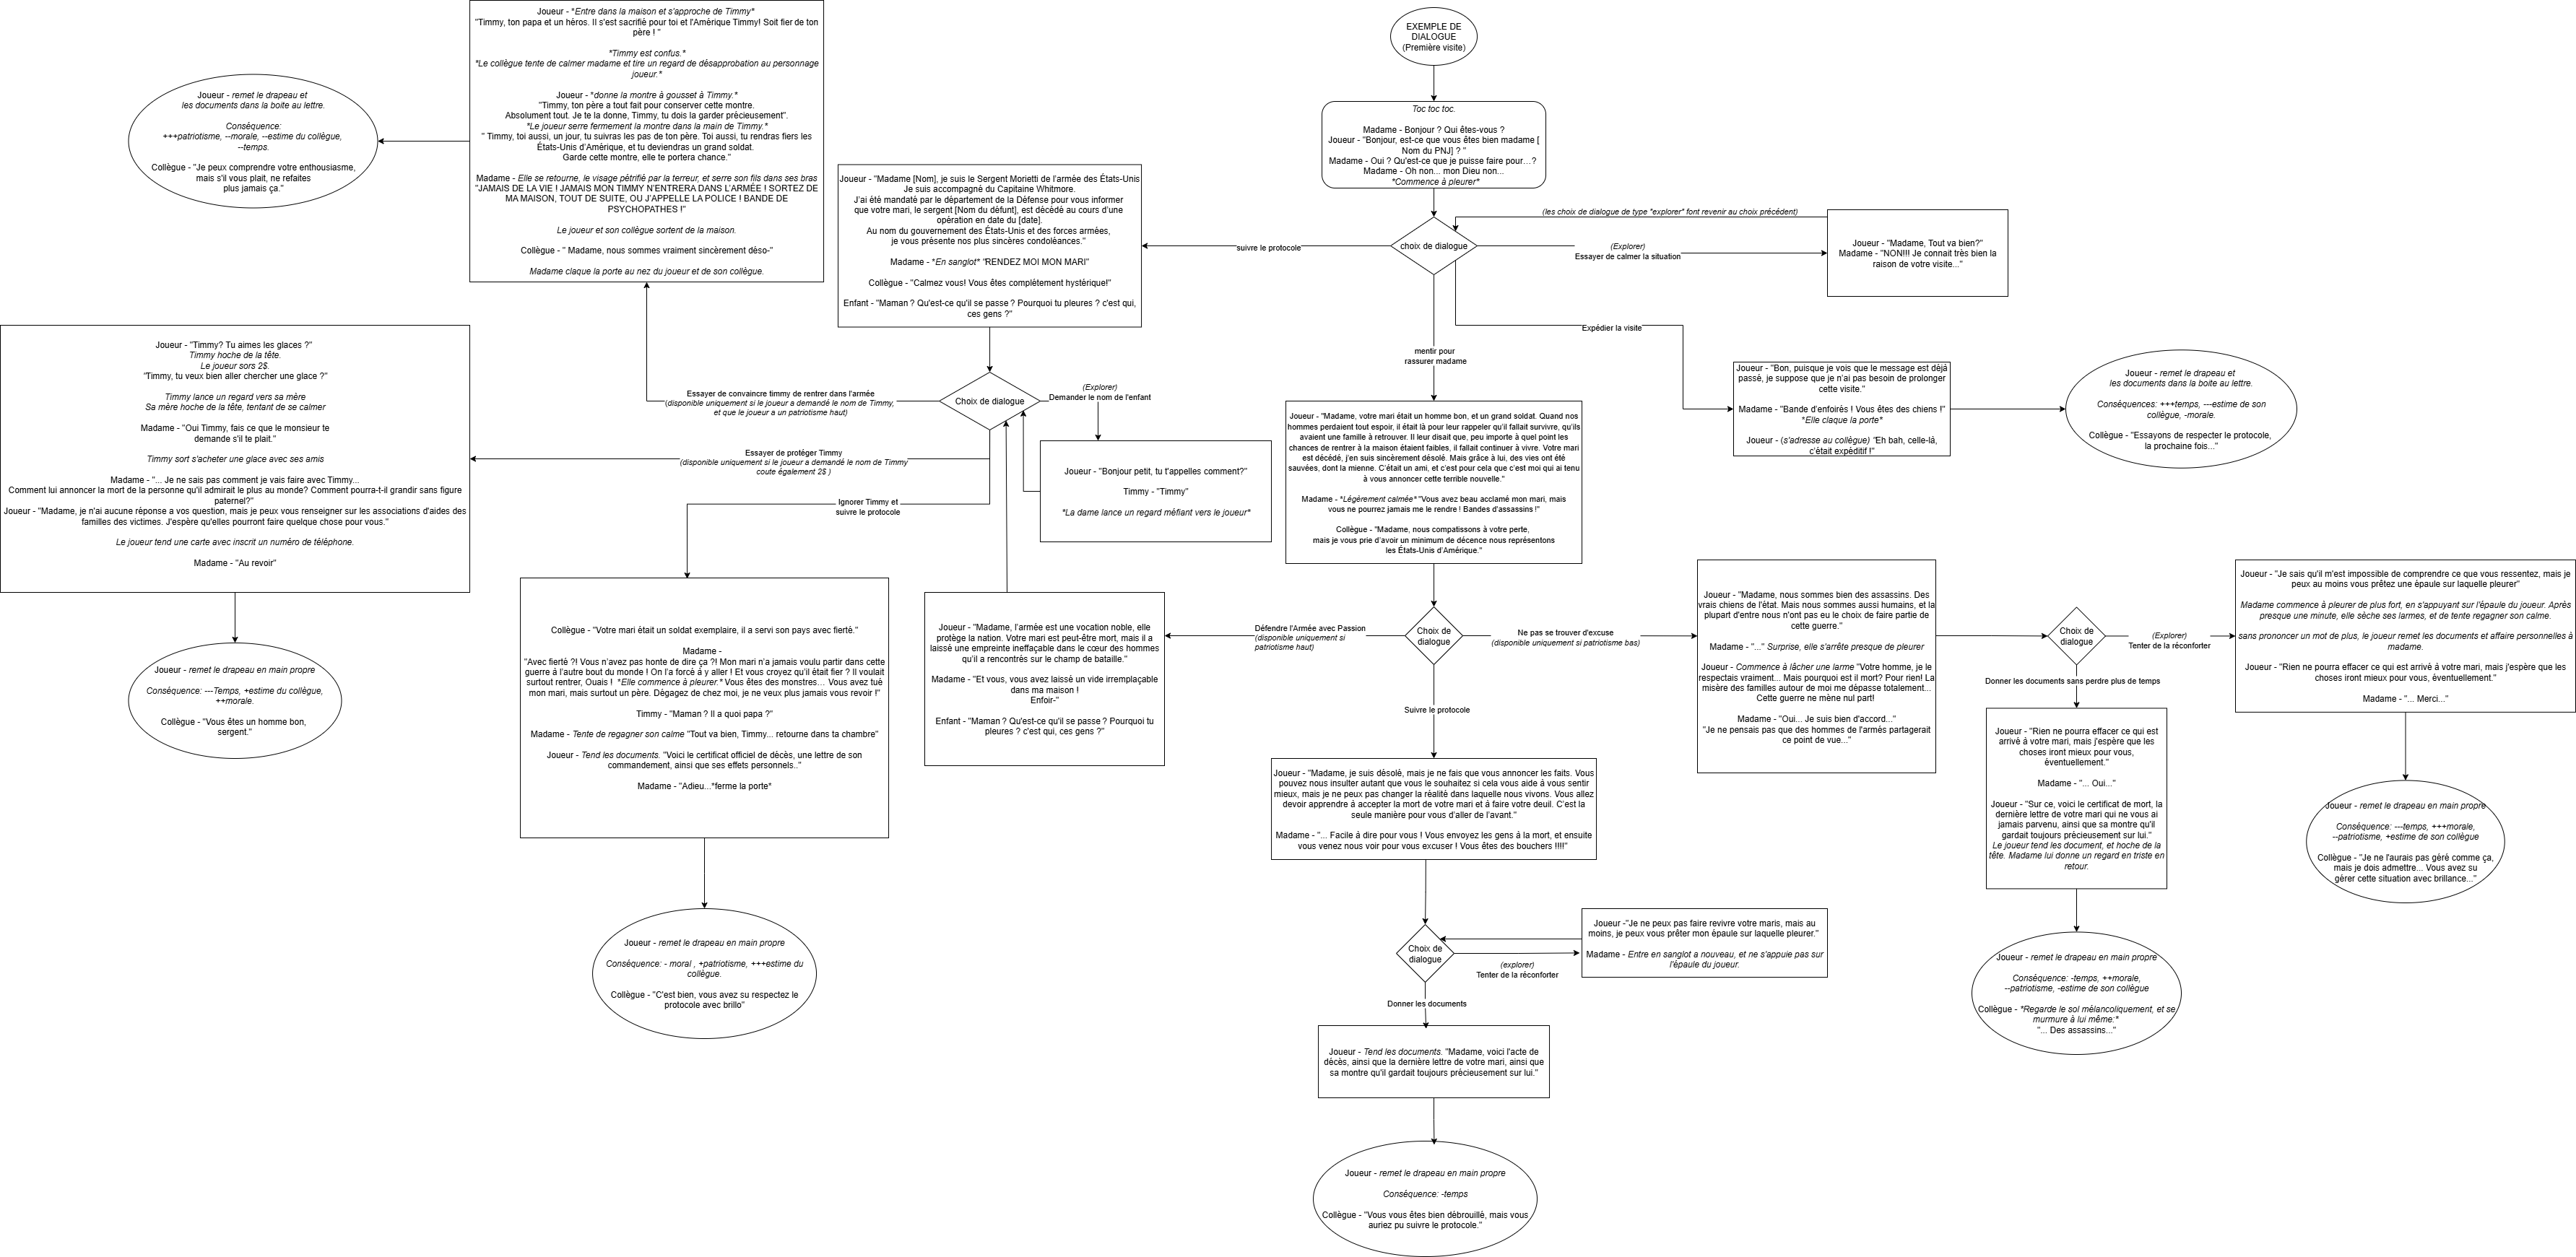 EXEMPLE DE
DIALOGUE
(Première visite)
Toc toc toc.
Madame - Bonjour ? Qui êtes-vous ?
Joueur - "Bonjour, est-ce que vous êtes bien madame [
Nom du PNJ] ? "
Madame - Oui ? Qu'est-ce que je puisse faire pour…?
Madame - Oh non... mon Dieu non...
*Commence à pleurer*
choix de dialogue
(les choix de dialogue de type "explorer" font revenir au choix précédent)
(Explorer)
Essayer de calmer la situation
Joueur - "Madame, Tout va bien?"
Madame - "NON!!! Je connait très bien la
raison de votre visite..."
suivre le protocole
mentir pour
rassurer madame
Expédier la visite
Joueur - "Bon, puisque je vois que le message est déjà
passé, je suppose que je n'ai pas besoin de prolonger
cette visite."
Madame - "Bande d'enfoirés ! Vous êtes des chiens !"
*Elle claque la porte*
Joueur - (s'adresse au collègue) "Eh bah, celle-là,
c'était expéditif !"
Joueur - remet le drapeau et
les documents dans la boite au lettre.
Conséquences: +++temps, ---estime de son
collègue, -morale.
Collègue - "Essayons de respecter le protocole,
la prochaine fois..."
Joueur - "Madame [Nom], je suis le Sergent Morietti de l'armée des États-Unis
Je suis accompagné du Capitaine Whitmore.
J'ai été mandaté par le département de la Défense pour vous informer
que votre mari, le sergent [Nom du défunt], est décédé au cours d'une
opération en date du [date].
Au nom du gouvernement des États-Unis et des forces armées,
je vous présente nos plus sincères condoléances."
Madame - *En sanglot* "RENDEZ MOI MON MARI"
Collègue - "Calmez vous! Vous êtes complètement hystérique!"
Enfant - "Maman ? Qu'est-ce qu'il se passe ? Pourquoi tu pleures ? c'est qui,
ces gens ?"
Choix de dialogue
(Explorer)
Demander le nom de l'enfant
Joueur - "Bonjour petit, tu t'appelles comment?"
Timmy - "Timmy"
*La dame lance un regard méfiant vers le joueur*
Essayer de convaincre timmy de rentrer dans l'armée
(disponible uniquement si le joueur a demandé le nom de Timmy,
et que le joueur a un patriotisme haut)
Joueur - *Entre dans la maison et s'approche de Timmy*
"Timmy, ton papa et un héros. Il s'est sacrifié pour toi et l'Amérique Timmy! Soit fier de ton
père ! "
*Timmy est confus.*
*Le collègue tente de calmer madame et tire un regard de désapprobation au personnage
joueur.*
Joueur - *donne la montre à gousset à Timmy.*
"Timmy, ton père a tout fait pour conserver cette montre.
Absolument tout. Je te la donne, Timmy, tu dois la garder précieusement".
*Le joueur serre fermement la montre dans la main de Timmy.*
" Timmy, toi aussi, un jour, tu suivras les pas de ton père. Toi aussi, tu rendras fiers les
États-Unis d'Amérique, et tu deviendras un grand soldat.
Garde cette montre, elle te portera chance."
Madame - Elle se retourne, le visage pétrifié par la terreur, et serre son fils dans ses bras
"JAMAIS DE LA VIE ! JAMAIS MON TIMMY N'ENTRERA DANS L'ARMÉE ! SORTEZ DE
MA MAISON, TOUT DE SUITE, OU J'APPELLE LA POLICE ! BANDE DE
PSYCHOPATHES !"
Le joueur et son collègue sortent de la maison.
Collègue - " Madame, nous sommes vraiment sincèrement déso-"
Madame claque la porte au nez du joueur et de son collègue.
Joueur - remet le drapeau et
les documents dans la boite au lettre.
Conséquence:
+++patriotisme, --morale, --estime du collègue,
--temps.
Collègue - "Je peux comprendre votre enthousiasme,
mais s'il vous plait, ne refaites
plus jamais ça."
Essayer de protéger Timmy
(disponible uniquement si le joueur a demandé le nom de Timmy
coute également 2$ )
Joueur - "Timmy? Tu aimes les glaces ?"
Timmy hoche de la tête.
Le joueur sors 2$.
"Timmy, tu veux bien aller chercher une glace ?"
Timmy lance un regard vers sa mère
Sa mère hoche de la tête, tentant de se calmer
Madame - "Oui Timmy, fais ce que le monsieur te
demande s'il te plait."
Timmy sort s'acheter une glace avec ses amis
Madame - "... Je ne sais pas comment je vais faire avec Timmy...
Comment lui annoncer la mort de la personne qu'il admirait le plus au monde? Comment pourra-t-il grandir sans figure
paternel?"
Joueur - "Madame, je n'ai aucune réponse a vos question, mais je peux vous renseigner sur les associations d'aides des
familles des victimes. J'espère qu'elles pourront faire quelque chose pour vous."
Le joueur tend une carte avec inscrit un numéro de téléphone.
Madame - "Au revoir"
Joueur - remet le drapeau en main propre
Conséquence: ---Temps, +estime du collègue,
++morale.
Collègue - "Vous êtes un homme bon,
sergent."
Ignorer Timmy et
suivre le protocole
Collègue - "Votre mari était un soldat exemplaire, il a servi son pays avec fierté."
Madame -
"Avec fierté ?! Vous n'avez pas honte de dire ça ?! Mon mari n'a jamais voulu partir dans cette
guerre à l'autre bout du monde ! On l'a forcé à y aller ! Et vous croyez qu'il était fier ? Il voulait
surtout rentrer, Ouais !  *Elle commence à pleurer.* Vous êtes des monstres… Vous avez tué
mon mari, mais surtout un père. Dégagez de chez moi, je ne veux plus jamais vous revoir !"
Timmy - "Maman ? Il a quoi papa ?"
Madame - Tente de regagner son calme "Tout va bien, Timmy... retourne dans ta chambre"
Joueur - Tend les documents. "Voici le certificat officiel de décès, une lettre de son
commandement, ainsi que ses effets personnels.."
Madame - "Adieu...*ferme la porte*
Joueur - remet le drapeau en main propre
Conséquence: - moral , +patriotisme, +++estime du
collègue.
Collègue - "C'est bien, vous avez su respectez le
protocole avec brillo"
Joueur - "Madame, votre mari était un homme bon, et un grand soldat. Quand nos
hommes perdaient tout espoir, il était là pour leur rappeler qu'il fallait survivre, qu'ils
avaient une famille à retrouver. Il leur disait que, peu importe à quel point les
chances de rentrer à la maison étaient faibles, il fallait continuer à vivre. Votre mari
est décédé, j'en suis sincèrement désolé. Mais grâce à lui, des vies ont été
sauvées, dont la mienne. C'était un ami, et c'est pour cela que c'est moi qui ai tenu
à vous annoncer cette terrible nouvelle."
Madame - *Légèrement calmée* "Vous avez beau acclamé mon mari, mais
vous ne pourrez jamais me le rendre ! Bandes d'assassins !"
Collègue - "Madame, nous compatissons à votre perte,
mais je vous prie d'avoir un minimum de décence nous représentons
les États-Unis d'Amérique."
Choix de
dialogue
Défendre l'Armée avec Passion
(disponible uniquement si
patriotisme haut)
Joueur - "Madame, l'armée est une vocation noble, elle
protège la nation. Votre mari est peut-être mort, mais il a
laissé une empreinte ineffaçable dans le cœur des hommes
qu'il a rencontrés sur le champ de bataille."
Madame - "Et vous, vous avez laissé un vide irremplaçable
dans ma maison !
Enfoir-"
Enfant - "Maman ? Qu'est-ce qu'il se passe ? Pourquoi tu
pleures ? c'est qui, ces gens ?"
Ne pas se trouver d'excuse
(disponible uniquement si patriotisme bas)
Joueur - "Madame, nous sommes bien des assassins. Des
vrais chiens de l'état. Mais nous sommes aussi humains, et la
plupart d'entre nous n'ont pas eu le choix de faire partie de
cette guerre."
Madame - "..." Surprise, elle s'arrête presque de pleurer
Joueur - Commence à lâcher une larme "Votre homme, je le
respectais vraiment... Mais pourquoi est il mort? Pour rien! La
misère des familles autour de moi me dépasse totalement...
Cette guerre ne mène nul part!
Madame - "Oui... Je suis bien d'accord..."
"Je ne pensais pas que des hommes de l'armés partagerait
ce point de vue..."
Choix de
dialogue
(Explorer)
Tenter de la réconforter
Joueur - "Je sais qu'il m'est impossible de comprendre ce que vous ressentez, mais je
peux au moins vous prêtez une épaule sur laquelle pleurer"
Madame commence à pleurer de plus fort, en s'appuyant sur l'épaule du joueur. Après
presque une minute, elle sèche ses larmes, et de tente regagner son calme.
sans prononcer un mot de plus, le joueur remet les documents et affaire personnelles à
madame.
Joueur - "Rien ne pourra effacer ce qui est arrivé à votre mari, mais j'espère que les
choses iront mieux pour vous, éventuellement."
Madame - "... Merci..."
Joueur - remet le drapeau en main propre
Conséquence: ---temps, +++morale,
--patriotisme, +estime de son collègue
Collègue - "Je ne l'aurais pas géré comme ça,
mais je dois admettre... Vous avez su
gérer cette situation avec brillance..."
Donner les documents sans perdre plus de temps
Joueur - "Rien ne pourra effacer ce qui est
arrivé à votre mari, mais j'espère que les
choses iront mieux pour vous,
éventuellement."
Madame - "... Oui..."
Joueur - "Sur ce, voici le certificat de mort, la
dernière lettre de votre mari qui ne vous ai
jamais parvenu, ainsi que sa montre qu'il
gardait toujours précieusement sur lui."
Le joueur tend les document, et hoche de la
tête. Madame lui donne un regard en triste en
retour.
Joueur - remet le drapeau en main propre
Conséquence: -temps, ++morale,
--patriotisme, -estime de son collègue
Collègue - *Regarde le sol mélancoliquement, et se
murmure à lui même:*
"... Des assassins..."
Suivre le protocole
Joueur - "Madame, je suis désolé, mais je ne fais que vous annoncer les faits. Vous
pouvez nous insulter autant que vous le souhaitez si cela vous aide à vous sentir
mieux, mais je ne peux pas changer la réalité dans laquelle nous vivons. Vous allez
devoir apprendre à accepter la mort de votre mari et à faire votre deuil. C'est la
seule manière pour vous d'aller de l'avant."
Madame - "... Facile à dire pour vous ! Vous envoyez les gens à la mort, et ensuite
vous venez nous voir pour vous excuser ! Vous êtes des bouchers !!!!"
Choix de
dialogue
(explorer)
Tenter de la réconforter
Joueur -"Je ne peux pas faire revivre votre maris, mais au
moins, je peux vous prêter mon épaule sur laquelle pleurer."
Madame - Entre en sanglot a nouveau, et ne s'appuie pas sur
l'épaule du joueur.
Donner les documents
Joueur - Tend les documents. "Madame, voici l'acte de
décès, ainsi que la dernière lettre de votre mari, ainsi que
sa montre qu'il gardait toujours précieusement sur lui."
Joueur - remet le drapeau en main propre
Conséquence: -temps
Collègue - "Vous vous êtes bien débrouillé, mais vous
auriez pu suivre le protocole."